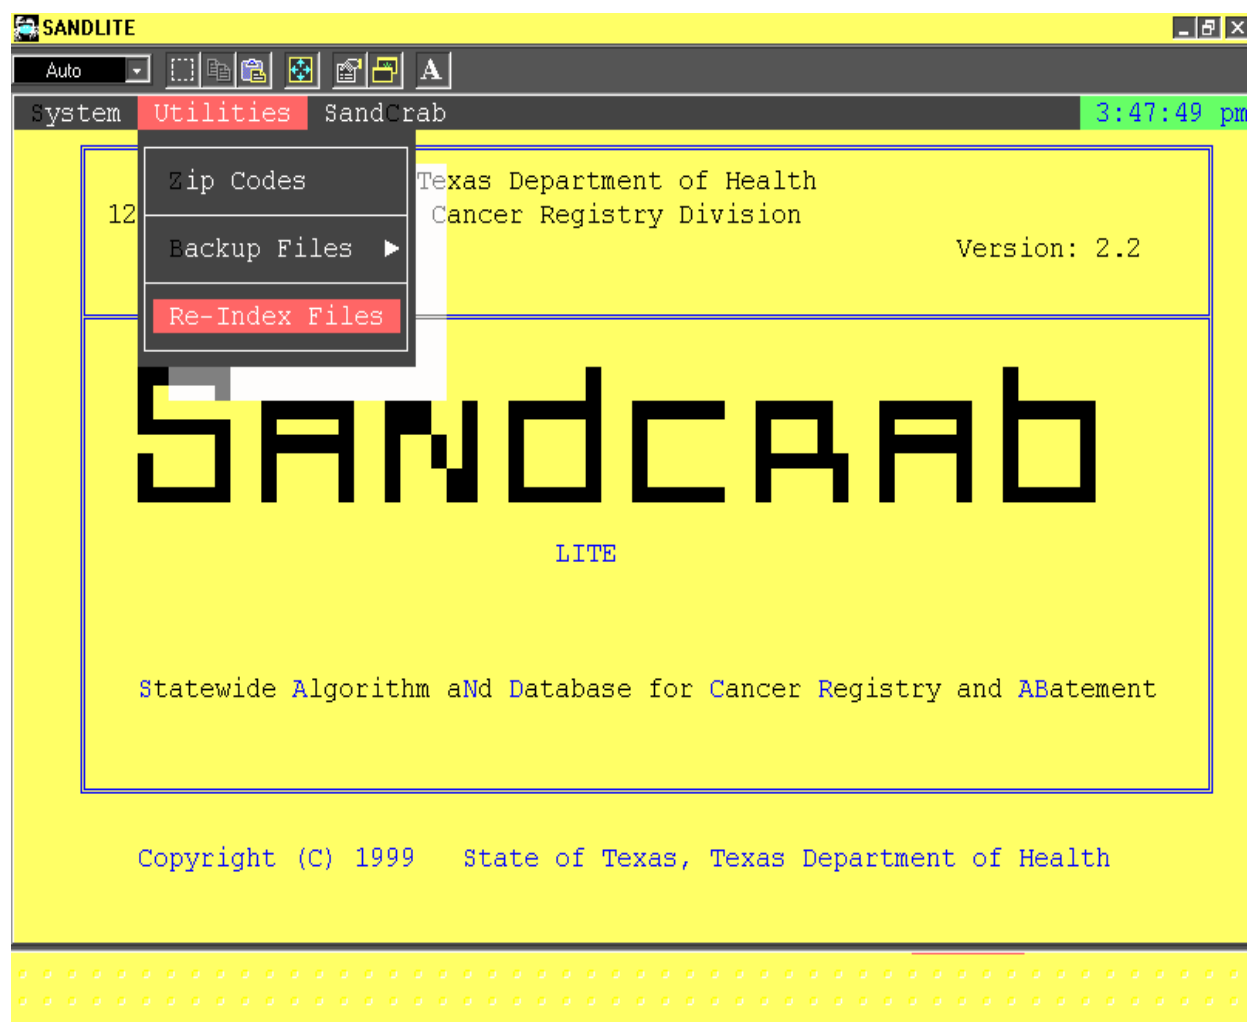 SANDLITE
Auto
A
System Utilities SandCrab 3:47:49 pm
Zip Codes
Backup Files
Re-Index Files
Texas Department of Health
12 Cancer Registry Division
Version: 2.2
SANdCRAb
LITE
Statewide Algorithm aNd Database for Cancer Registry and ABatement
Copyright (C) 1999 State of Texas, Texas Department of Health